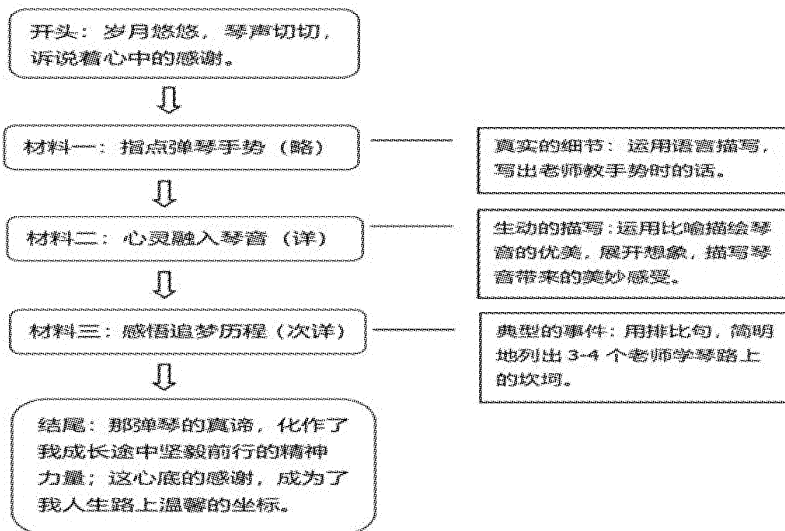 开头：岁月悠悠，琴声切切，
诉说着心中的感谢。
材料一：指点弹琴手势（略）
真实的细节：运用语言描写，
写出老师教手势时的话。
材料二：心灵融入琴音（详）
生动的描写：运用比喻描绘琴
音的优美，展开想象，描写琴
音带来的美妙感受。
材料三：感悟追梦历程（次详）
典型的事件：用排比句，简明
地列出 3-4 个老师学琴路上
的坎坷。
结尾：那弹琴的真谛，化作了
我成长途中坚毅前行的精神
力量；这心底的感谢，成为了
我人生路上温馨的坐标。